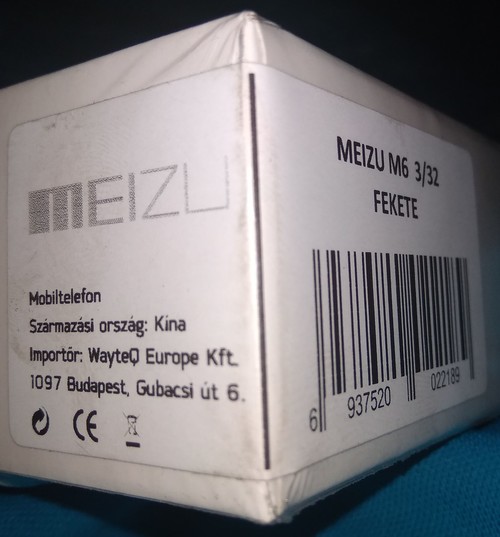 MEIZU
Mobiltelefon
Származási ország: Kína
Importőr: WayteQ Europe Kft.
1097 Budapest, Gubacsi út 6.
CE
MEIZU M6 3/32
FEKETE
6 937520 022189